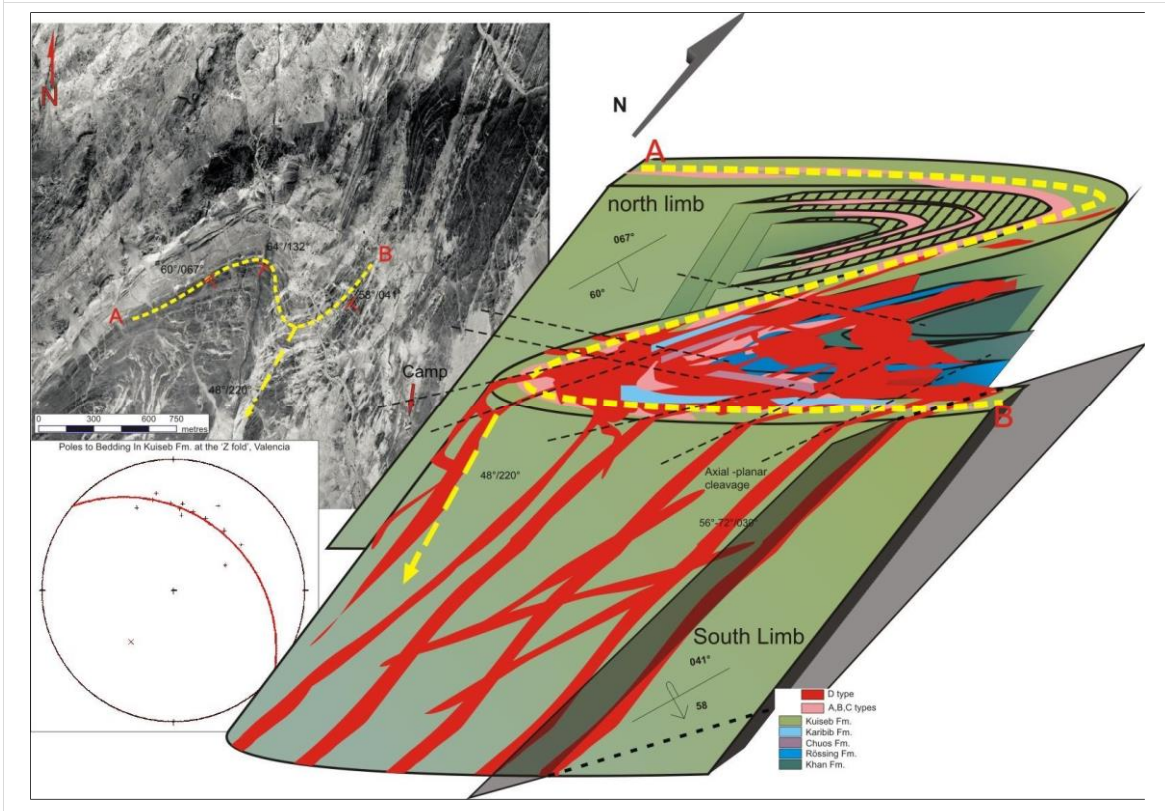 N
64°/132°
60°/067°
B
58°/041°
A
Camp
48°/220°
0 300 600 750
metres
Poles to Bedding In Kuiseb Fm. at the 'Z fold', Valencia
N
A
north limb
067°
60°
B
48°/220°
Axial -planar
cleavage
56°-72°/030°
South Limb
041°
58
D type
A,B,C types
Kuiseb Fm.
Karibib Fm.
Chuos Fm.
Rössing Fm.
Khan Fm.